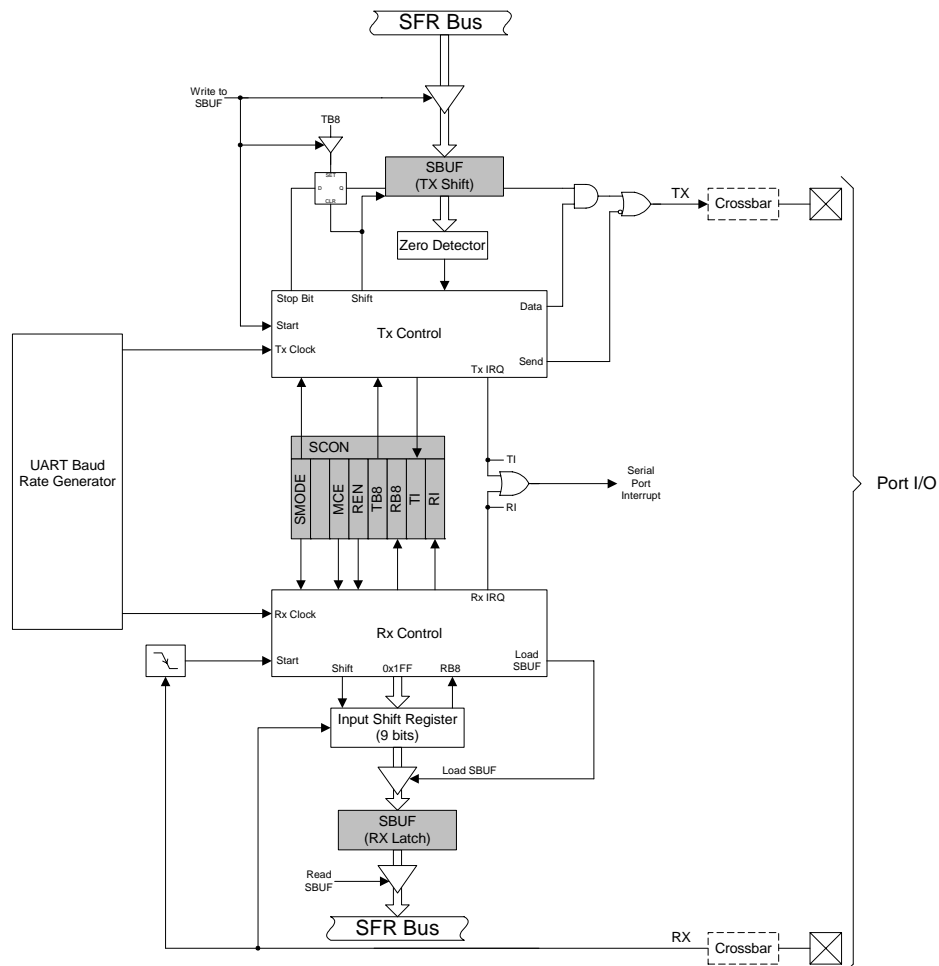 SFR Bus
Write to
SBUF
TB8
SET
D
Q
CLR
SBUF
(TX Shift)
TX
Crossbar
Zero Detector
Stop Bit
Shift
Data
Start
Tx Control
Tx Clock
Send
Tx IRQ
UART Baud
Rate Generator
SCON
SMODE
MCE
REN
TB8
RB8
TI
RI
TI
Serial
Port
Interrupt
RI
Port I/O
Rx IRQ
Rx Clock
Rx Control
Start
Load
SBUF
Shift
0x1FF
RB8
Input Shift Register
(9 bits)
Load SBUF
SBUF
(RX Latch)
Read
SBUF
SFR Bus
RX
Crossbar